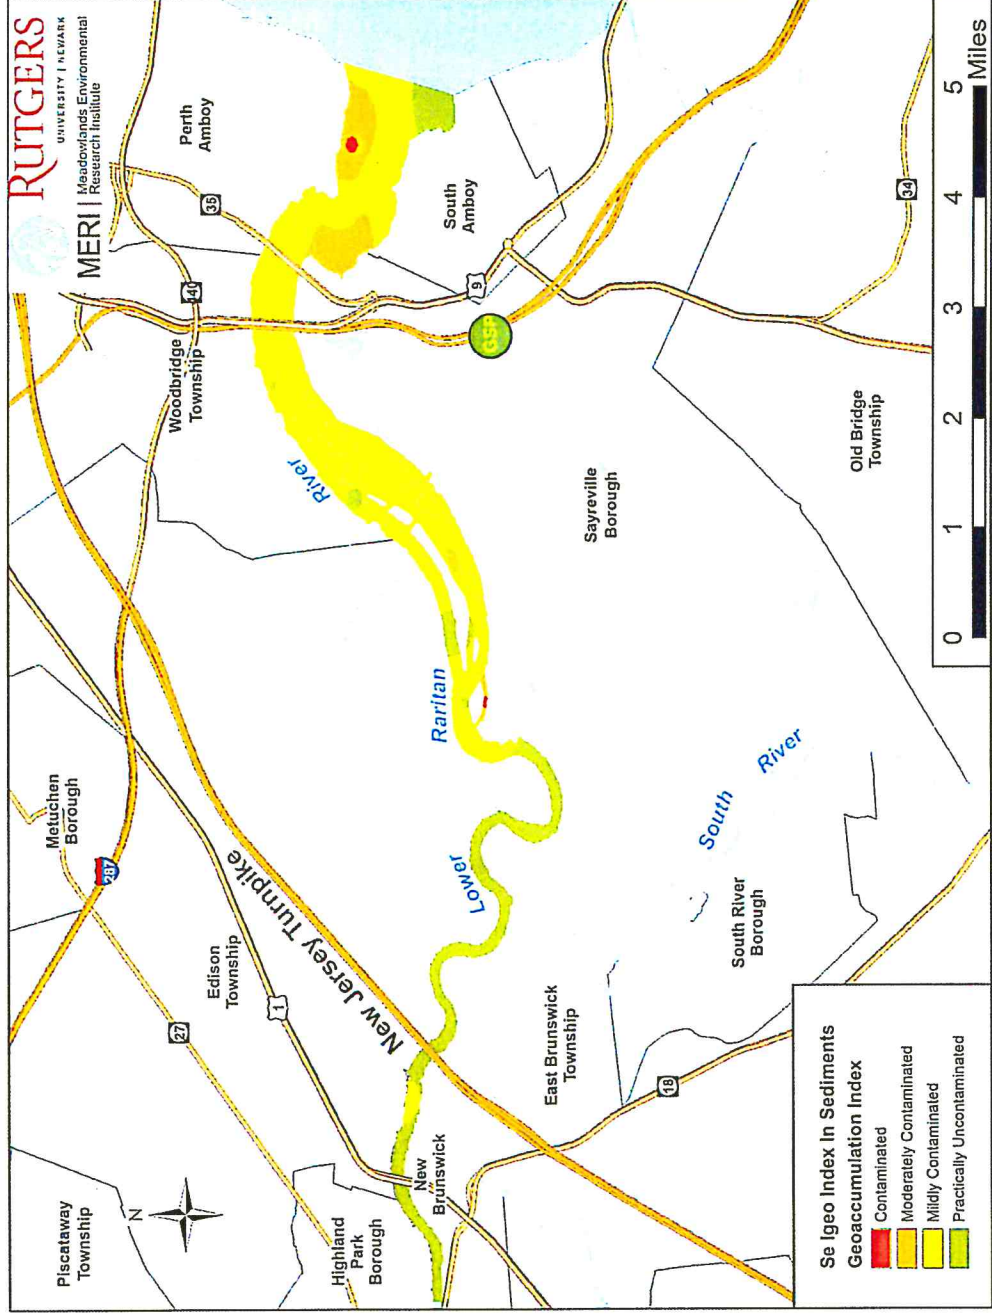 RUTGERS
UNIVERSITY | NEWARK
MERI | Meadowlands Environmental
Research Institute
Piscataway
Township
N
Highland
Park
Borough
New
Brunswick
27
Edison
Township
1
New Jersey Turnpike
287
Metuchen
Borough
Woodbridge
Township
440
35
Perth
Amboy
South
Amboy
9
GSP
Lower
Raritan
River
East Brunswick
Township
18
South River
Borough
South
River
Sayreville
Borough
Old Bridge
Township
34
Se Igeo Index In Sediments
Geoaccumulation Index
Contaminated
Moderately Contaminated
Mildly Contaminated
Practically Uncontaminated
0 1 2 3 4 5
Miles